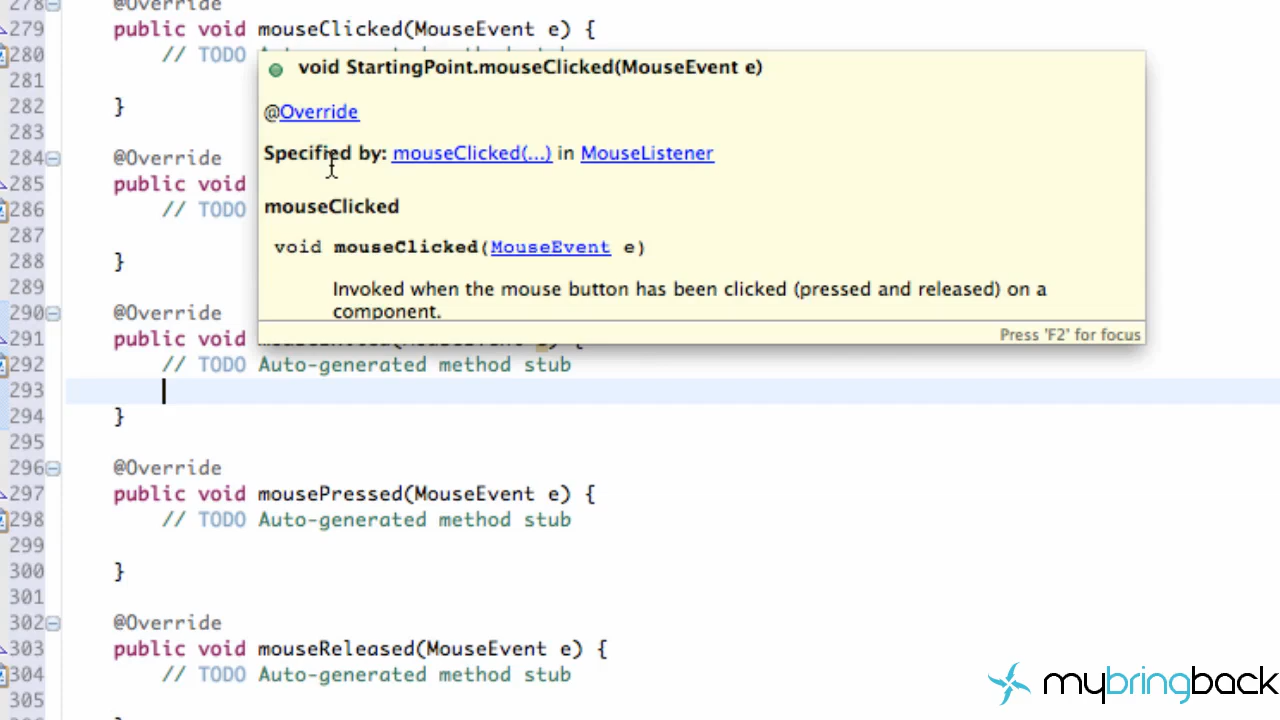 278 @Override
279 public void mouseClicked(MouseEvent e) {
280 // TODO
281
282 }
283
284 @Override
285 public void
286 // TODO
287
288 }
289
290 @Override
291 public void
292 // TODO Auto-generated method stub
293
294 }
295
296 @Override
297 public void mousePressed(MouseEvent e) {
298 // TODO Auto-generated method stub
299
300 }
301
302 @Override
303 public void mouseReleased(MouseEvent e) {
304 // TODO Auto-generated method stub
305
void StartingPoint.mouseClicked(MouseEvent e)
@Override
Specified by: mouseClicked(...) in MouseListener
mouseClicked
void mouseClicked(MouseEvent e)
Invoked when the mouse button has been clicked (pressed and released) on a
component.
Press 'F2' for focus
mybringback